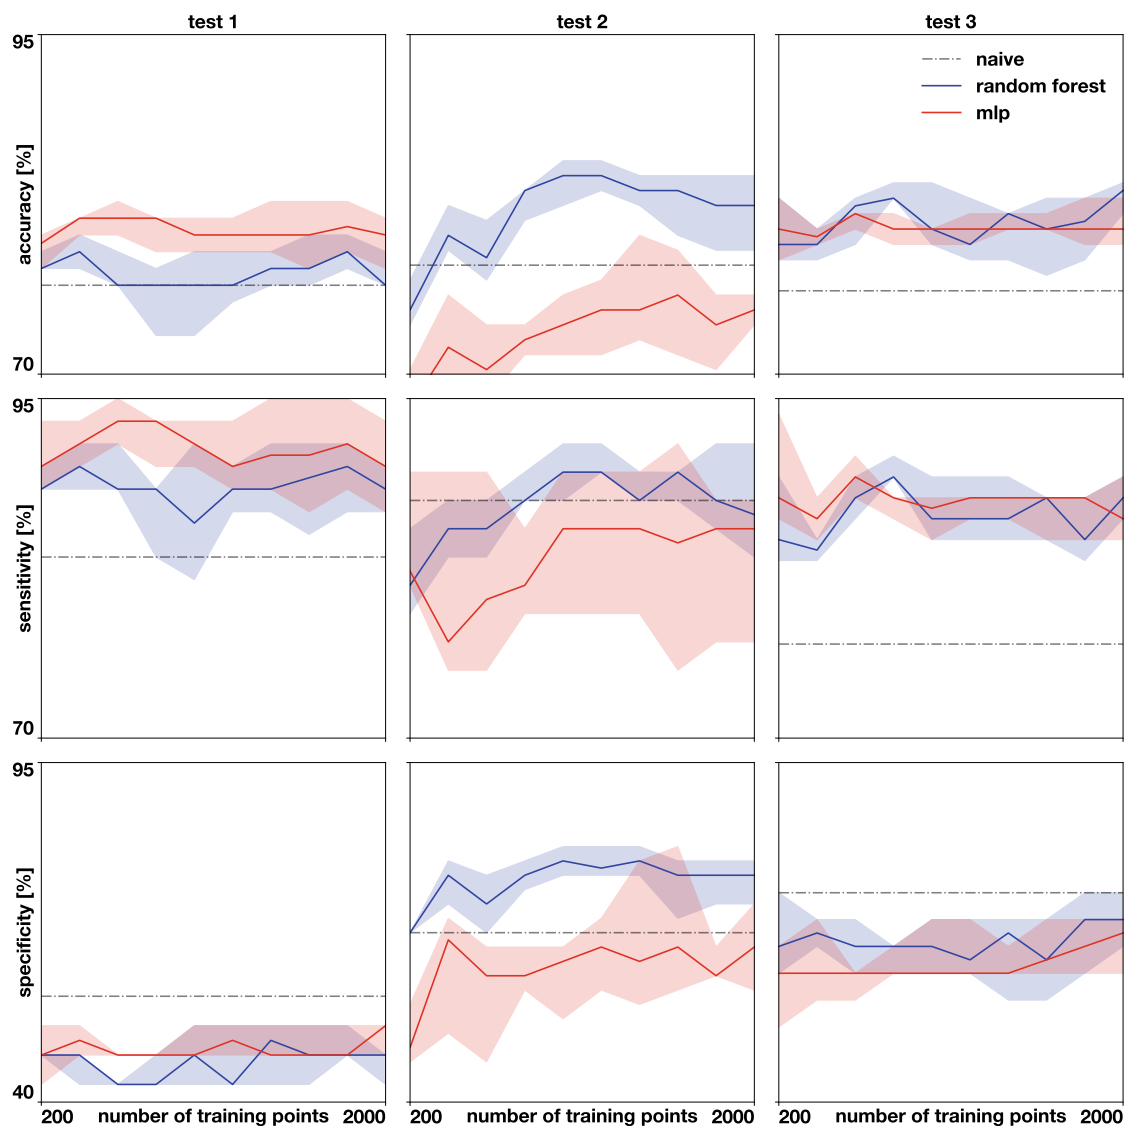 test 1
test 2
test 3
95
accuracy [%]
70
naive
random forest
mlp
95
sensitivity [%]
70
95
specificity [%]
40
200 number of training points 2000
200 number of training points 2000
200 number of training points 2000